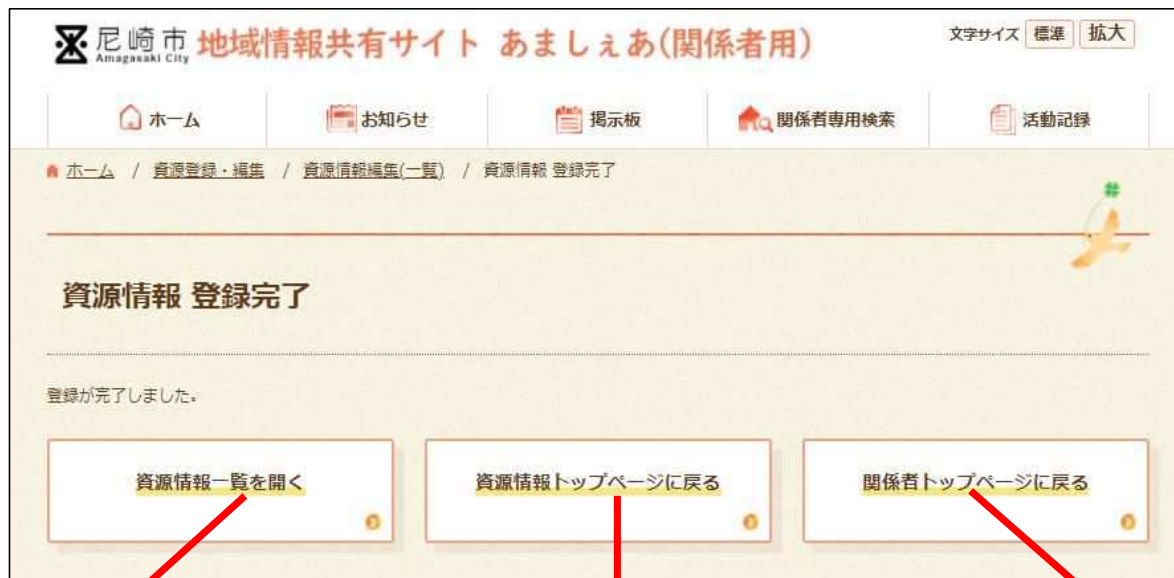 尼崎市 地域情報共有サイト あましぇあ(関係者用) 文字サイズ 標準 拡大
Amagasaki City
ホーム お知らせ 掲示板 関係者専用検索 活動記録
ホーム / 資源登録・編集 / 資源情報編集(一覧) / 資源情報 登録完了
資源情報 登録完了
登録が完了しました。
資源情報一覧を開く 資源情報トップページに戻る 関係者トップページに戻る